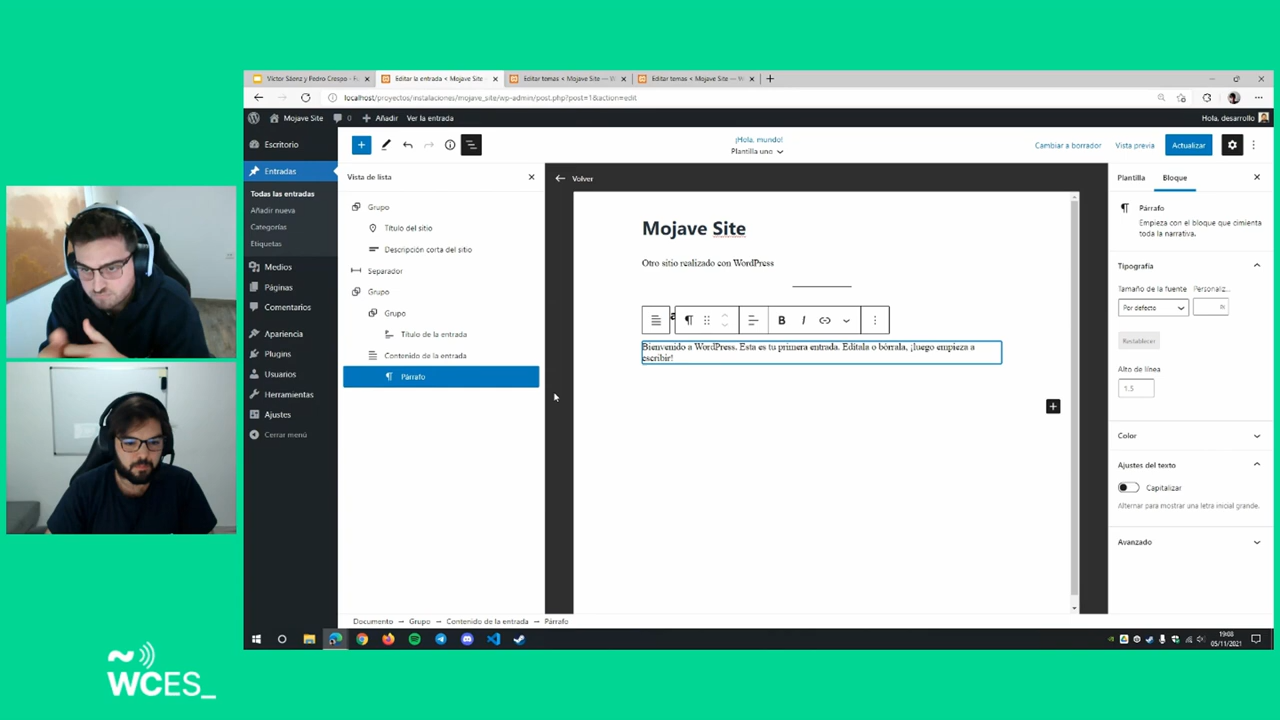 Víctor Sáenz y Pedro Crespo - F
Editar la entrada < Mojave Site
Editar temas < Mojave Site — W
Editar temas < Mojave Site — W
localhost/proyectos/instalaciones/mojave_site/wp-admin/post.php?post=1&action=edit
Mojave Site
0
Añadir
Ver la entrada
Hola, desarrollo
Escritorio
Entradas
Todas las entradas
Añadir nueva
Categorías
Etiquetas
Medios
Páginas
Comentarios
Apariencia
Plugins
Usuarios
Herramientas
Ajustes
Cerrar menú
¡Hola, mundo!
Plantilla uno
Cambiar a borrador
Vista previa
Actualizar
Vista de lista
Grupo
Título del sitio
Descripción corta del sitio
Separador
Grupo
Grupo
Título de la entrada
Contenido de la entrada
Párrafo
Volver
Mojave Site
Otro sitio realizado con WordPress
B I
Bienvenido a WordPress. Esta es tu primera entrada. Edítala o bórrala, ¡luego empieza a
escribir!
Plantilla
Bloque
Párrafo
Empieza con el bloque que cimienta
toda la narrativa.
Tipografía
Tamaño de la fuente
Personaliz...
Por defecto
Restablecer
Alto de línea
1.5
Color
Ajustes del texto
Capitalizar
Alternar para mostrar una letra inicial grande.
Avanzado
Documento → Grupo → Contenido de la entrada → Párrafo
19:08
05/11/2021
WCES_